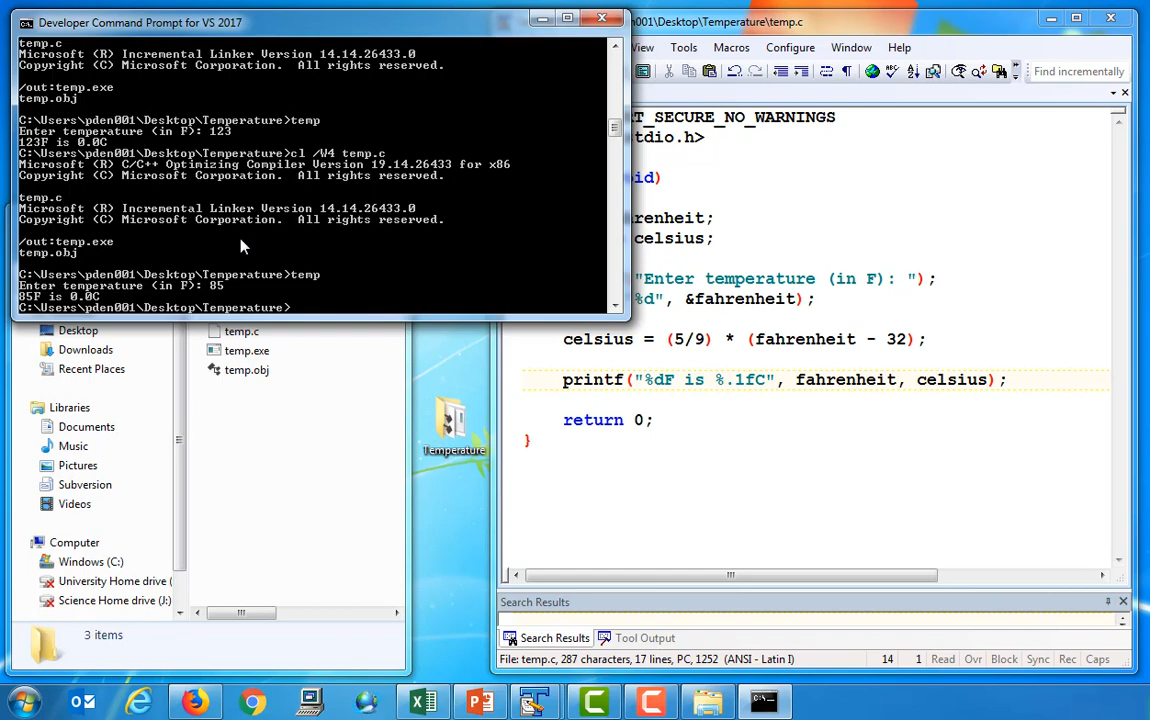 Developer Command Prompt for VS 2017
temp.c
Microsoft (R) Incremental Linker Version 14.14.26433.0
Copyright (C) Microsoft Corporation.  All rights reserved.
/out:temp.exe
temp.obj
C:\Users\pden001\Desktop\Temperature>temp
Enter temperature (in F): 123
123F is 0.0C
C:\Users\pden001\Desktop\Temperature>cl /W4 temp.c
Microsoft (R) C/C++ Optimizing Compiler Version 19.14.26433 for x86
Copyright (C) Microsoft Corporation.  All rights reserved.
temp.c
Microsoft (R) Incremental Linker Version 14.14.26433.0
Copyright (C) Microsoft Corporation.  All rights reserved.
/out:temp.exe
temp.obj
C:\Users\pden001\Desktop\Temperature>temp
Enter temperature (in F): 85
85F is 0.0C
C:\Users\pden001\Desktop\Temperature>
Desktop
Downloads
Recent Places
Libraries
Documents
Music
Pictures
Subversion
Videos
Computer
Windows (C:)
University Home drive (
Science Home drive (J:)
temp.c
temp.exe
temp.obj
3 items
Temperature
001\Desktop\Temperature\temp.c
View Tools Macros Configure Window Help
Find incrementally
T_SECURE_NO_WARNINGS
tdio.h>
id)
renheit;
celsius;
"Enter temperature (in F): ");
%d", &fahrenheit);
celsius = (5/9) * (fahrenheit - 32);
printf("%dF is %.1fC", fahrenheit, celsius);
return 0;
}
Search Results
Search Results Tool Output
File: temp.c, 287 characters, 17 lines, PC, 1252 (ANSI - Latin I) 14 1 Read Ovr Block Sync Rec Caps